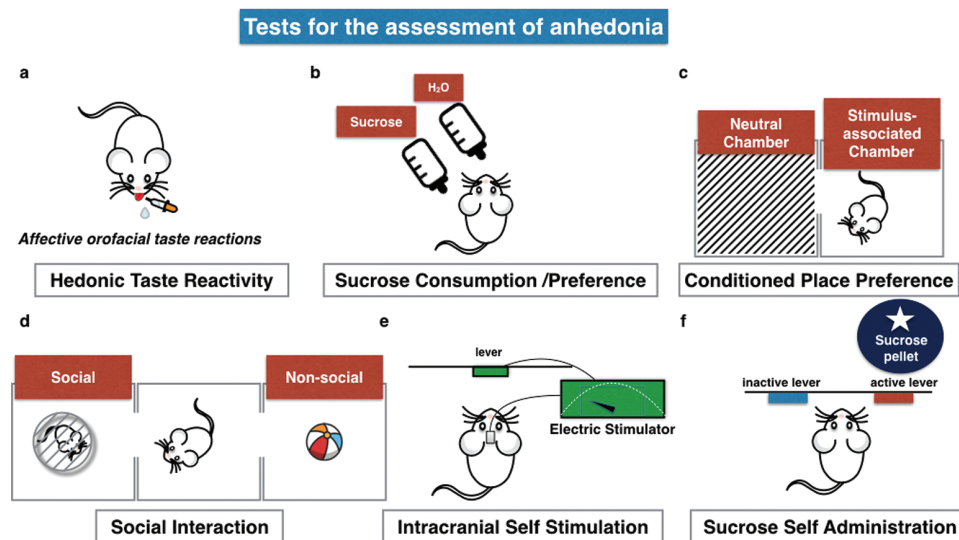 Tests for the assessment of anhedonia
a
Affective orofacial taste reactions
Hedonic Taste Reactivity
b
H₂O
Sucrose
Sucrose Consumption /Preference
c
Neutral
Chamber
Stimulus-
associated
Chamber
Conditioned Place Preference
d
Social
Non-social
Social Interaction
e
lever
Electric Stimulator
Intracranial Self Stimulation
f
Sucrose
pellet
inactive lever
active lever
Sucrose Self Administration